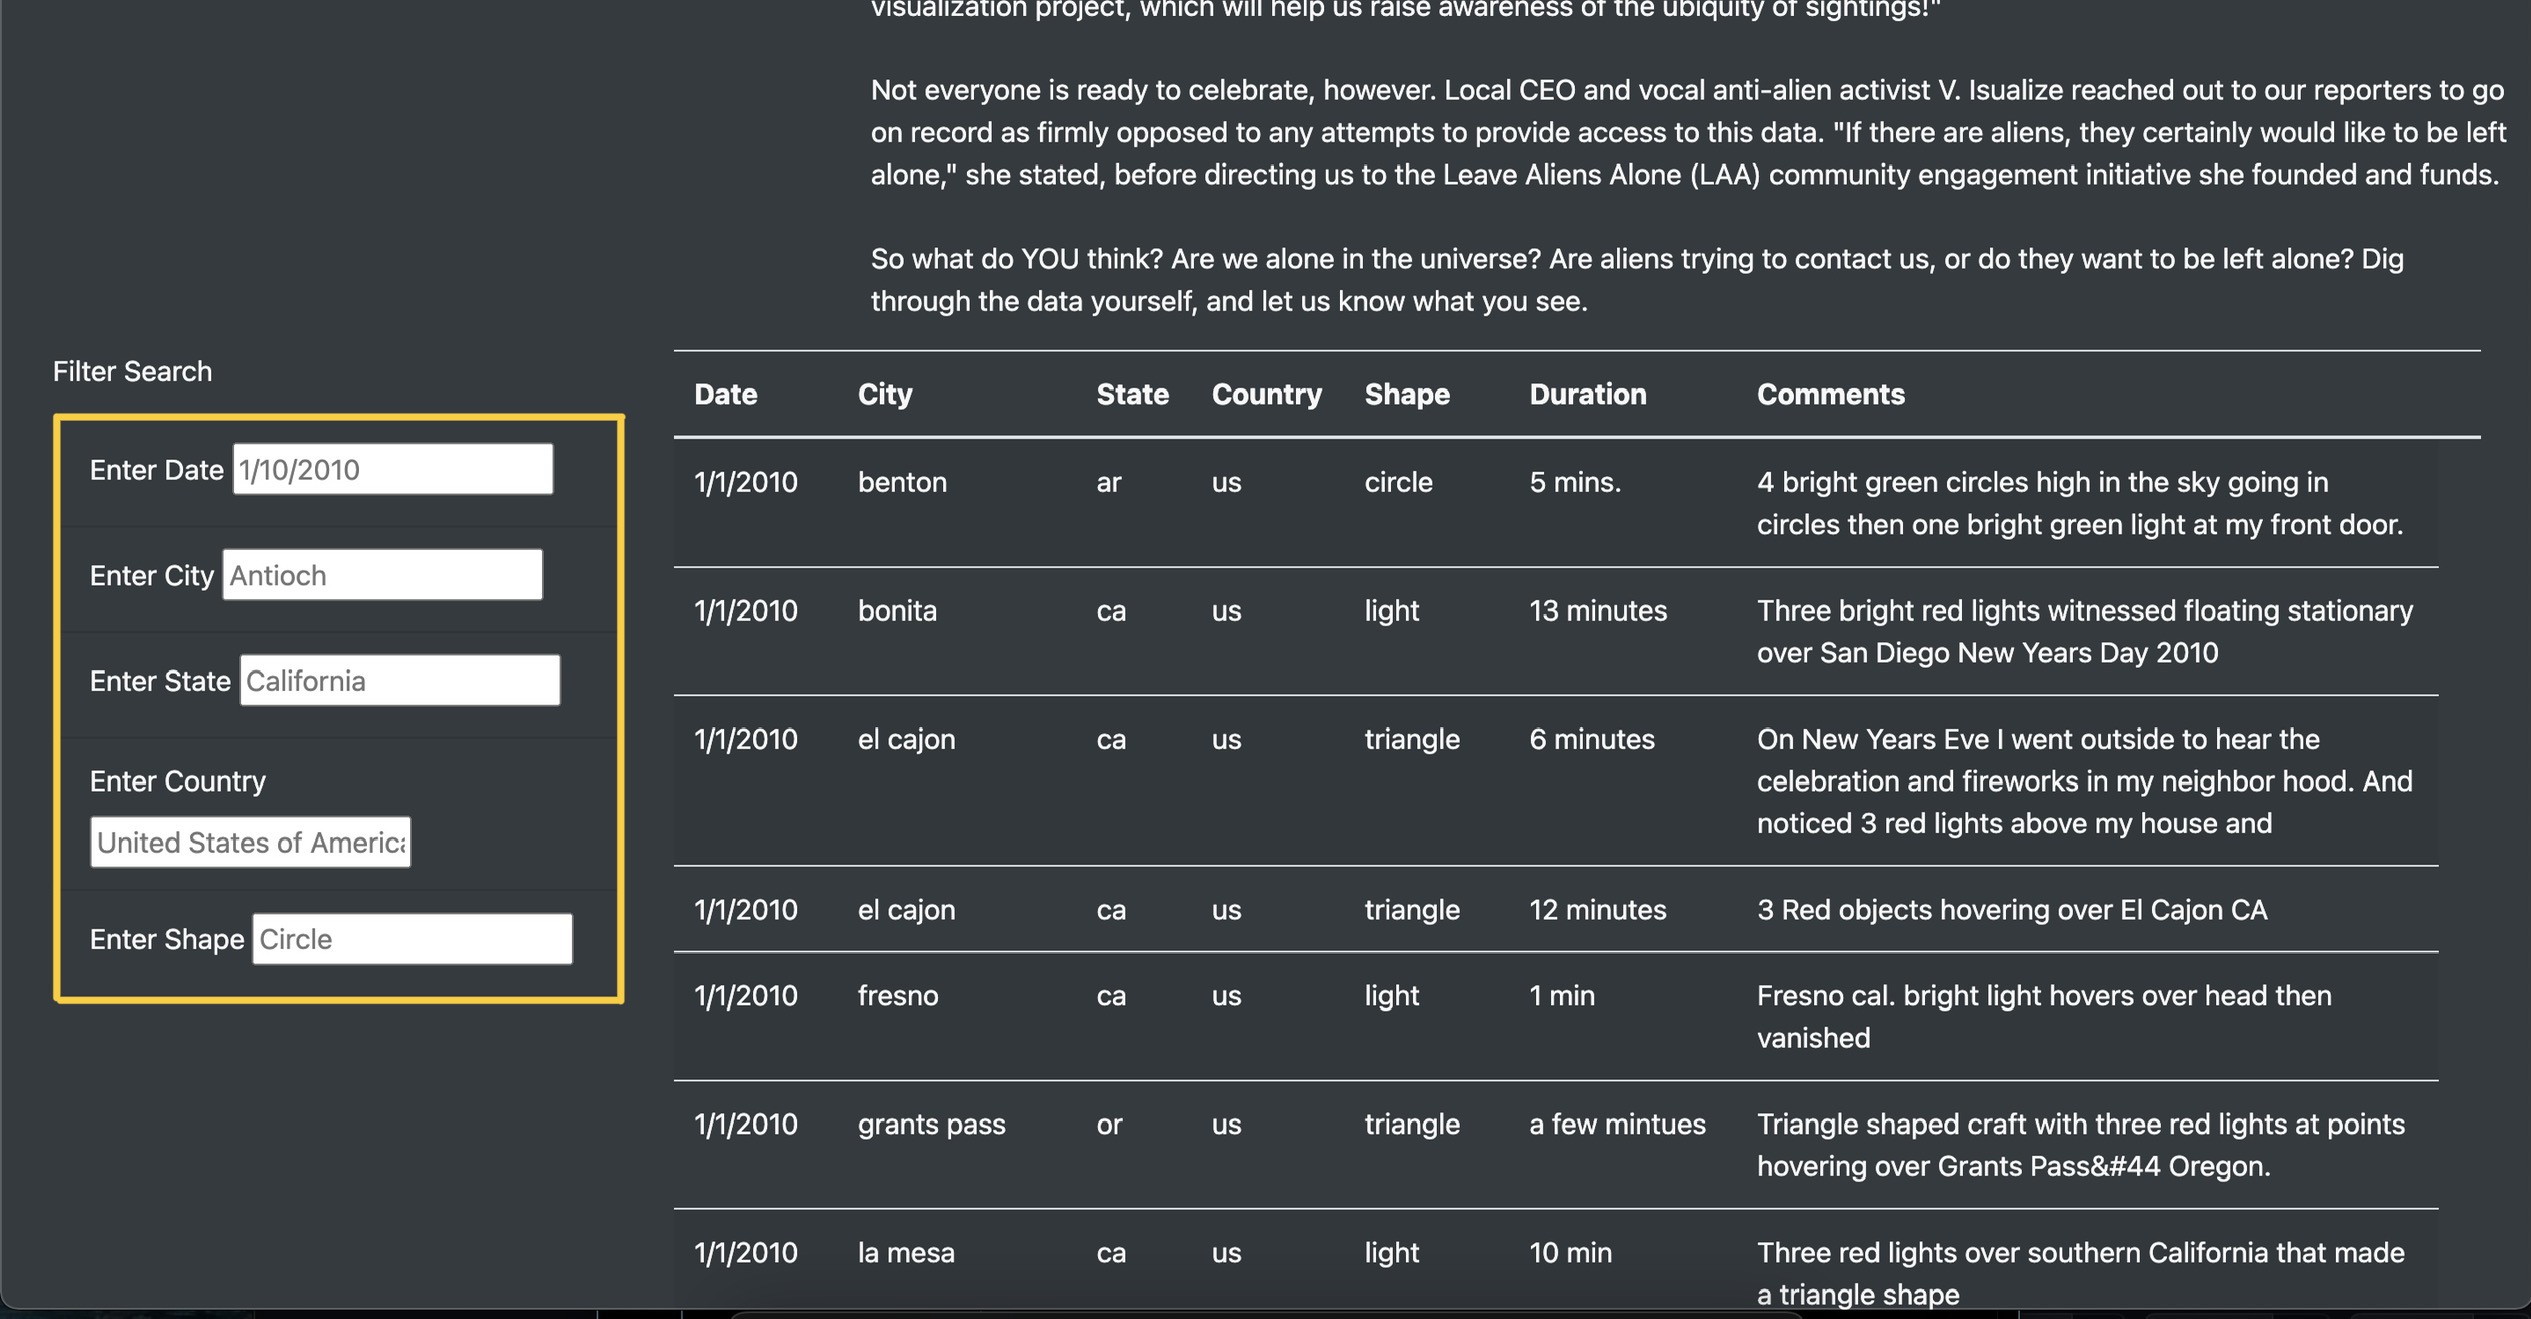 visualization project, which will help us raise awareness of the ubiquity of sightings!"
Not everyone is ready to celebrate, however. Local CEO and vocal anti-alien activist V. Isualize reached out to our reporters to go
on record as firmly opposed to any attempts to provide access to this data. "If there are aliens, they certainly would like to be left
alone," she stated, before directing us to the Leave Aliens Alone (LAA) community engagement initiative she founded and funds.
So what do YOU think? Are we alone in the universe? Are aliens trying to contact us, or do they want to be left alone? Dig
through the data yourself, and let us know what you see.
Filter Search
Enter Date 1/10/2010
Enter City Antioch
Enter State California
Enter Country
United States of America
Enter Shape Circle
Date City State Country Shape Duration Comments
1/1/2010 benton ar us circle 5 mins. 4 bright green circles high in the sky going in
circles then one bright green light at my front door.
1/1/2010 bonita ca us light 13 minutes Three bright red lights witnessed floating stationary
over San Diego New Years Day 2010
1/1/2010 el cajon ca us triangle 6 minutes On New Years Eve I went outside to hear the
celebration and fireworks in my neighbor hood. And
noticed 3 red lights above my house and
1/1/2010 el cajon ca us triangle 12 minutes 3 Red objects hovering over El Cajon CA
1/1/2010 fresno ca us light 1 min Fresno cal. bright light hovers over head then
vanished
1/1/2010 grants pass or us triangle a few mintues Triangle shaped craft with three red lights at points
hovering over Grants Pass&#44 Oregon.
1/1/2010 la mesa ca us light 10 min Three red lights over southern California that made
a triangle shape